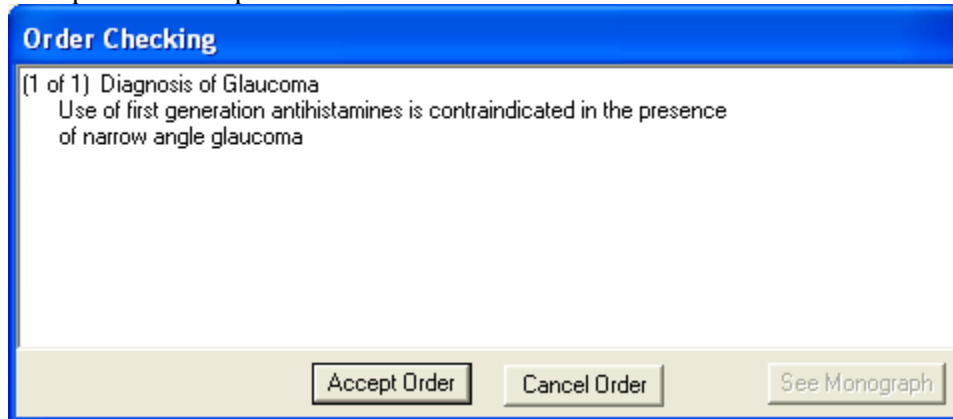 Order Checking
(1 of 1) Diagnosis of Glaucoma
Use of first generation antihistamines is contraindicated in the presence
of narrow angle glaucoma
Accept Order Cancel Order See Monograph